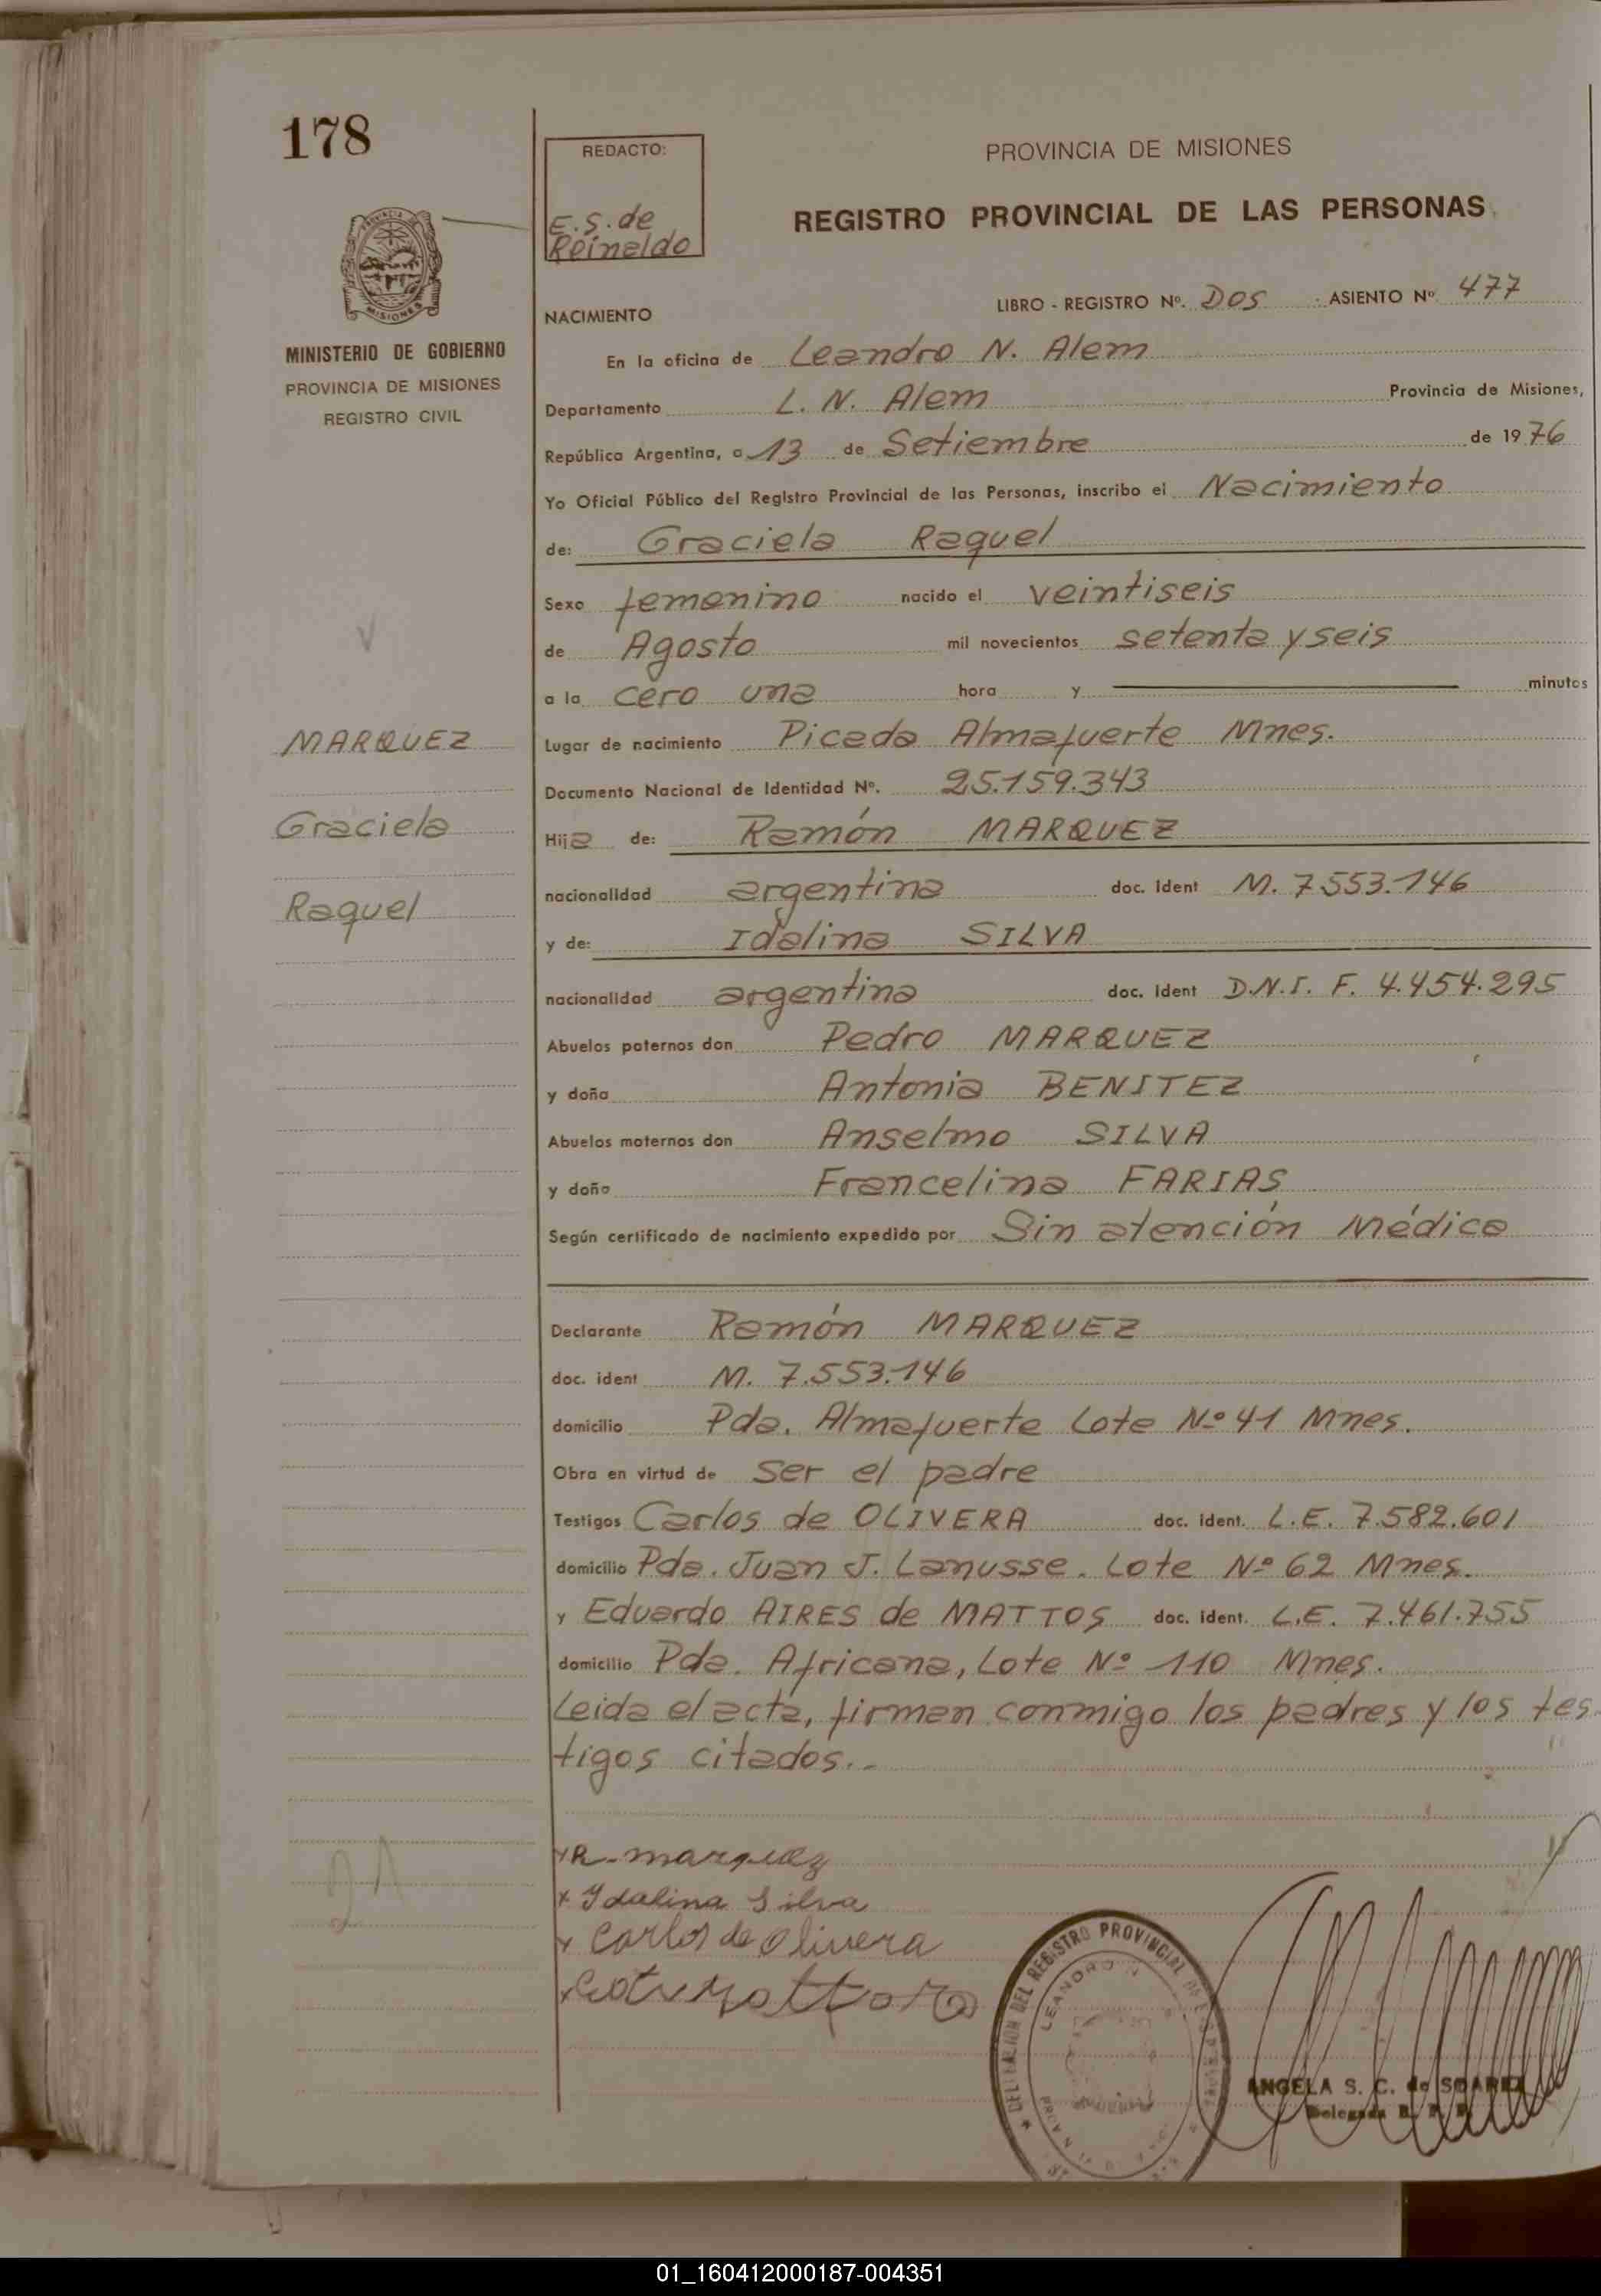 178
REDACTO:
E.S. de
Reineldo
PROVINCIA DE MISIONES
REGISTRO PROVINCIAL DE LAS PERSONAS
MISIONES
MINISTERIO DE GOBIERNO
PROVINCIA DE MISIONES
REGISTRO CIVIL
NACIMIENTO
LIBRO - REGISTRO Nº. Dos ASIENTO Nº 477
En la oficina de Leandro N. Alem
Departamento L. N. Alem Provincia de Misiones,
República Argentina, a 13 de Setiembre de 1976
Yo Oficial Público del Registro Provincial de las Personas, inscribo el Nacimiento
de: Graciela Raquel
Sexo femenino nacido el veintiseis
de Agosto mil novecientos setenta y seis
a la cero una hora y minutos
MARQUEZ
Lugar de nacimiento Picada Almafuerte Mnes.
Documento Nacional de Identidad Nº. 25.159.343
Graciela
Hija de: Ramón MARQUEZ
nacionalidad argentina doc. ident M. 7.553.146
Raquel
y de: Idalina SILVA
nacionalidad argentina doc. ident D.N.I. F. 4.454.295
Abuelos paternos don Pedro MARQUEZ
y doña Antonia BENITEZ
Abuelos maternos don Anselmo SILVA
y doña Francelina FARIAS
Según certificado de nacimiento expedido por Sin atención Médica
Declarante Ramón MARQUEZ
doc. ident M. 7.553.146
domicilio Pda. Almafuerte Lote Nº 41 Mnes.
Obra en virtud de ser el padre
Testigos Carlos de OLIVERA doc. ident. L.E. 7.582.601
domicilio Pda. Juan J. Lanusse. Lote Nº 62 Mnes.
y Eduardo AIRES de MATTOS doc. ident. L.E. 7.461.755
domicilio Pda. Africana, Lote Nº 110 Mnes.
Leida el acta, firman conmigo los padres y los tes
tigos citados..-
x R. marquez
x Idalina Silva
x Carlos de Olivera
DELEGACION DEL REGISTRO PROVINCIAL DE LAS
LEANDRO N
ANGELA S. C. de SOAREZ
Delegada R. P. P.
01_160412000187-004351